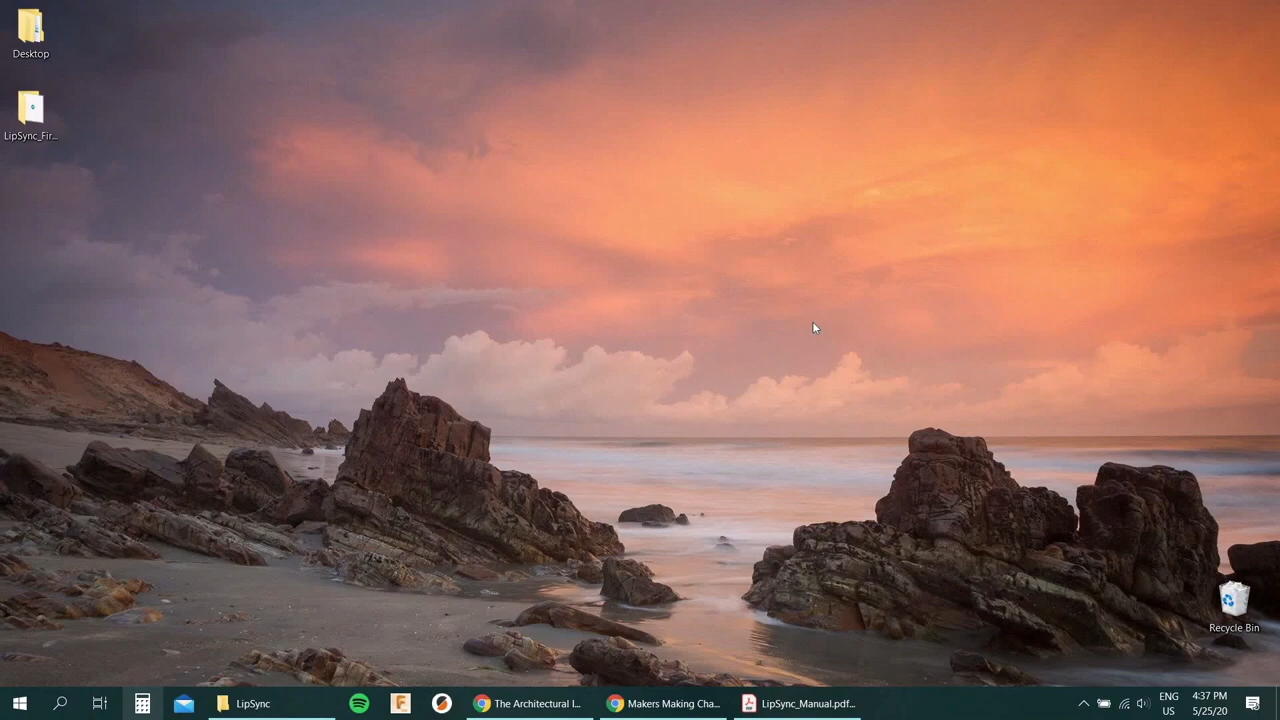 Desktop
LipSync_Fir...
Recycle Bin
LipSync
The Architectural I...
Makers Making Cha...
LipSync_Manual.pdf...
ENG
US
4:37 PM
5/25/20